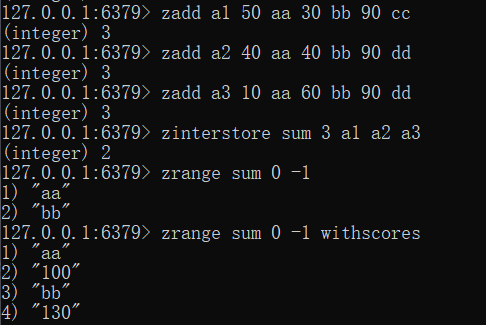 127.0.0.1:6379> zadd a1 50 aa 30 bb 90 cc
(integer) 3
127.0.0.1:6379> zadd a2 40 aa 40 bb 90 dd
(integer) 3
127.0.0.1:6379> zadd a3 10 aa 60 bb 90 dd
(integer) 3
127.0.0.1:6379> zinterstore sum 3 a1 a2 a3
(integer) 2
127.0.0.1:6379> zrange sum 0 -1
1) "aa"
2) "bb"
127.0.0.1:6379> zrange sum 0 -1 withscores
1) "aa"
2) "100"
3) "bb"
4) "130"